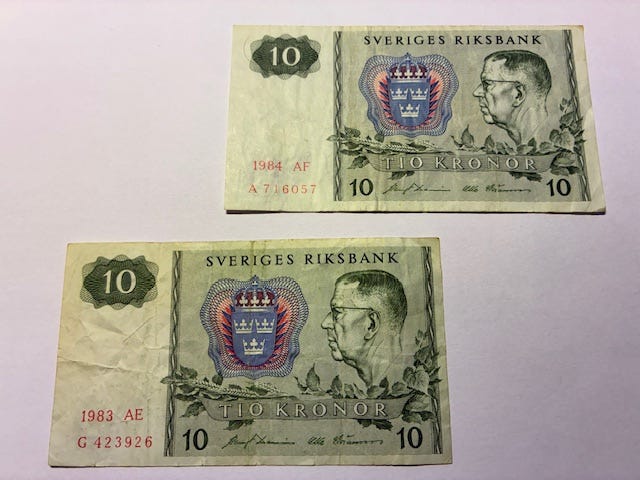 10
SVERIGES RIKSBANK
TIO KRONOR
1984 AF
A 716057
10
10
10
SVERIGES RIKSBANK
TIO KRONOR
1983 AE
G 423926
10
10